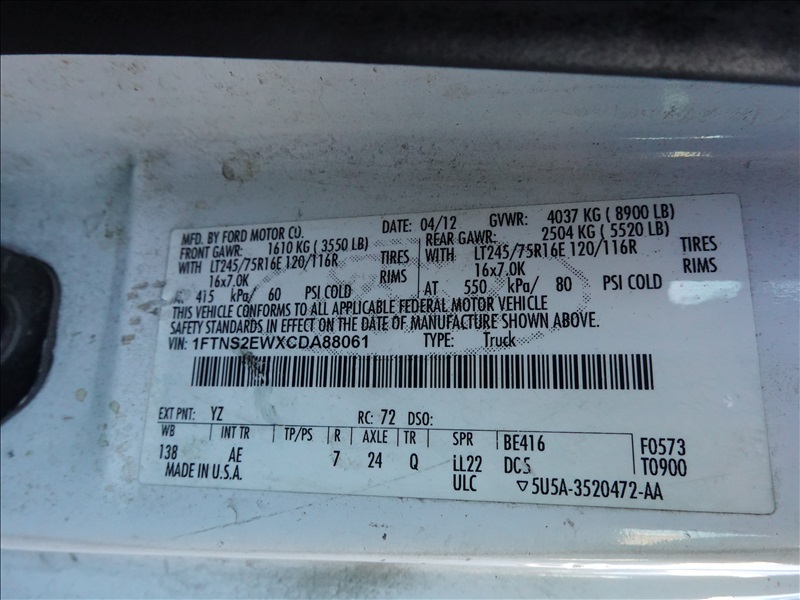 MFD. BY FORD MOTOR CO. DATE: 04/12 GVWR: 4037 KG ( 8900 LB)
FRONT GAWR: 1610 KG ( 3550 LB) REAR GAWR: 2504 KG ( 5520 LB)
WITH LT245/75R16E 120/116R TIRES WITH LT245/75R16E 120/116R TIRES
16x7.0K RIMS 16x7.0K RIMS
A 415 kPa/ 60 PSI COLD AT 550 kPa/ 80 PSI COLD
THIS VEHICLE CONFORMS TO ALL APPLICABLE FEDERAL MOTOR VEHICLE
SAFETY STANDARDS IN EFFECT ON THE DATE OF MANUFACTURE SHOWN ABOVE.
VIN: 1FTNS2EWXCDA88061 TYPE: Truck
EXT PNT: YZ RC: 72 DSO:
WB INT TR TP/PS R AXLE TR SPR BE416 F0573
138 AE 7 24 Q iLL22 DCS T0900
MADE IN U.S.A. ULC ▽5U5A-3520472-AA